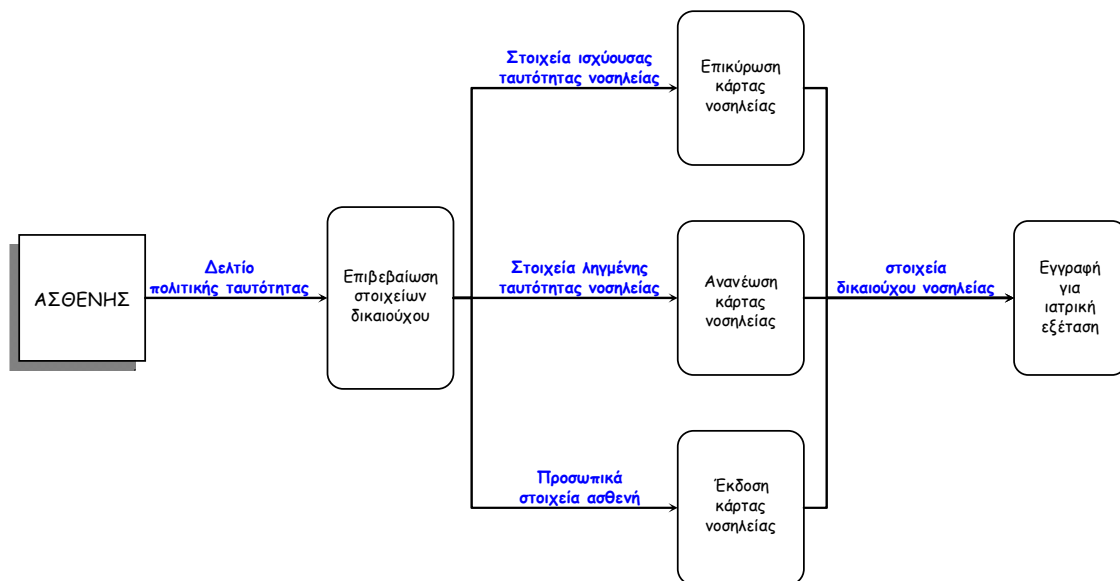 ΑΣΘΕΝΗΣ
Δελτίο
πολιτικής ταυτότητας
Επιβεβαίωση
στοιχείων
δικαιούχου
Στοιχεία ισχύουσας
ταυτότητας νοσηλείας
Επικύρωση
κάρτας
νοσηλείας
Στοιχεία ληγμένης
ταυτότητας νοσηλείας
Ανανέωση
κάρτας
νοσηλείας
Προσωπικά
στοιχεία ασθενή
Έκδοση
κάρτας
νοσηλείας
στοιχεία
δικαιούχου νοσηλείας
Εγγραφή
για
ιατρική
εξέταση